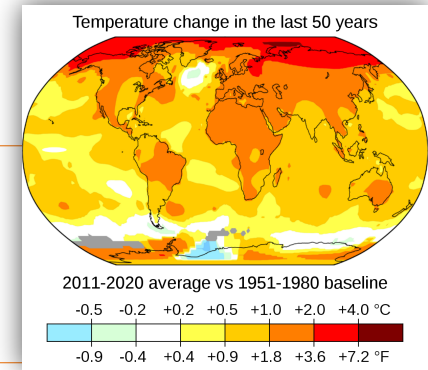 Temperature change in the last 50 years
2011-2020 average vs 1951-1980 baseline
-0.5 -0.2 +0.2 +0.5 +1.0 +2.0 +4.0 °C
-0.9 -0.4 +0.4 +0.9 +1.8 +3.6 +7.2 °F